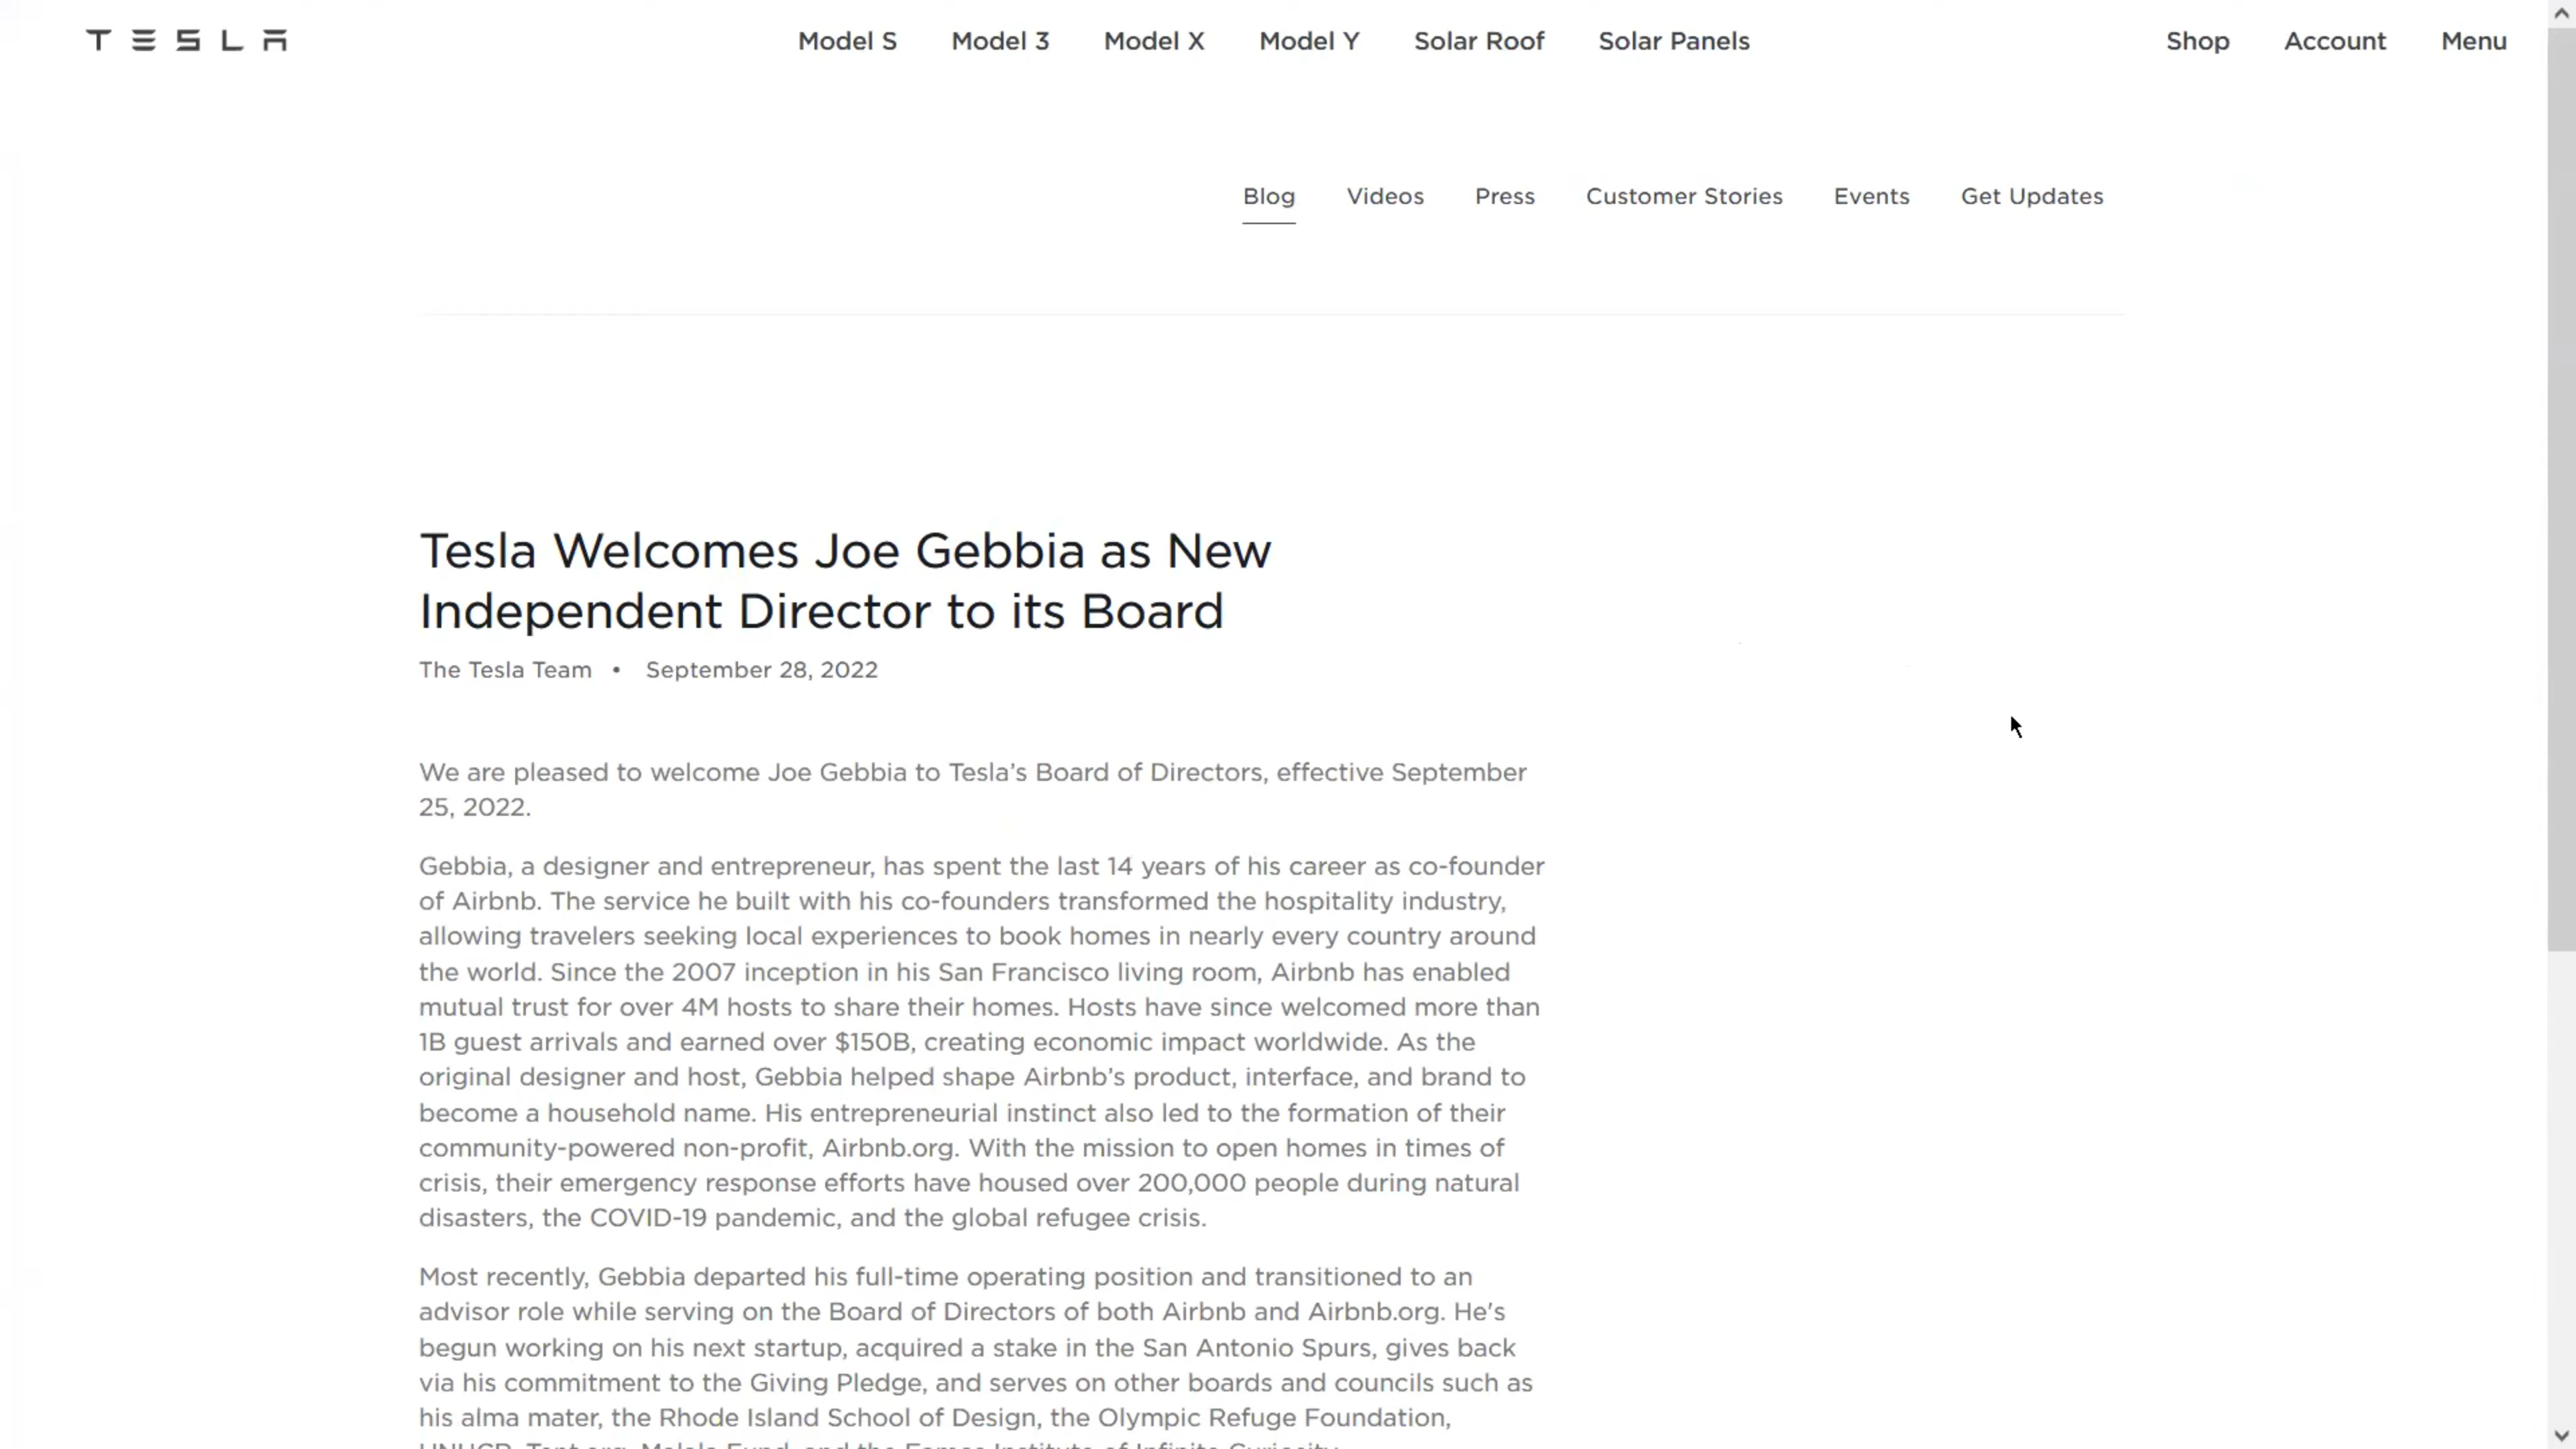 TESLA
Model S Model 3 Model X Model Y Solar Roof Solar Panels
Shop Account Menu
Blog Videos Press Customer Stories Events Get Updates
Tesla Welcomes Joe Gebbia as New
Independent Director to its Board
The Tesla Team • September 28, 2022
We are pleased to welcome Joe Gebbia to Tesla’s Board of Directors, effective September
25, 2022.
Gebbia, a designer and entrepreneur, has spent the last 14 years of his career as co-founder
of Airbnb. The service he built with his co-founders transformed the hospitality industry,
allowing travelers seeking local experiences to book homes in nearly every country around
the world. Since the 2007 inception in his San Francisco living room, Airbnb has enabled
mutual trust for over 4M hosts to share their homes. Hosts have since welcomed more than
1B guest arrivals and earned over $150B, creating economic impact worldwide. As the
original designer and host, Gebbia helped shape Airbnb’s product, interface, and brand to
become a household name. His entrepreneurial instinct also led to the formation of their
community-powered non-profit, Airbnb.org. With the mission to open homes in times of
crisis, their emergency response efforts have housed over 200,000 people during natural
disasters, the COVID-19 pandemic, and the global refugee crisis.
Most recently, Gebbia departed his full-time operating position and transitioned to an
advisor role while serving on the Board of Directors of both Airbnb and Airbnb.org. He's
begun working on his next startup, acquired a stake in the San Antonio Spurs, gives back
via his commitment to the Giving Pledge, and serves on other boards and councils such as
his alma mater, the Rhode Island School of Design, the Olympic Refuge Foundation,
UNHCR, Tent.org, Malala Fund, and the Eames Institute of Infinite Curiosity.